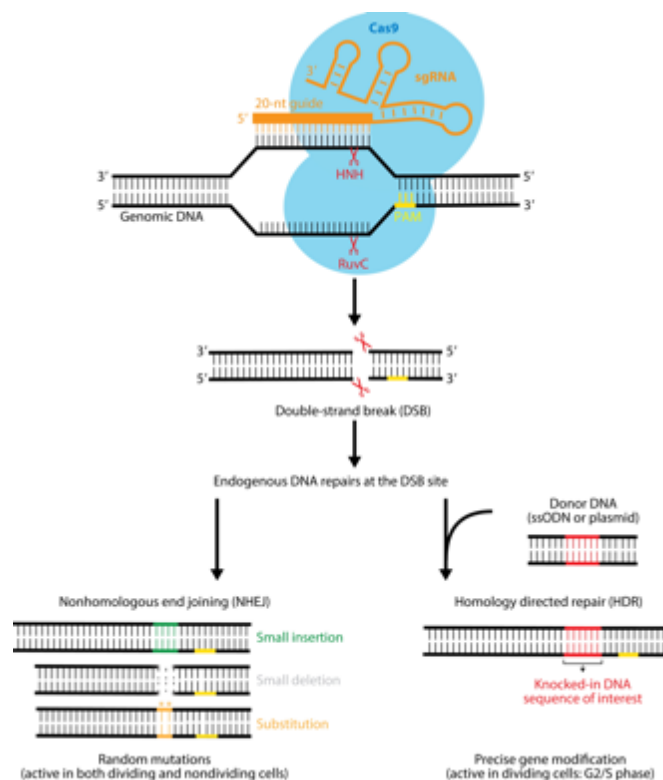 Cas9
3'
sgRNA
20-nt guide
5'
HNH
3'
5'
5'
3'
Genomic DNA
PAM
RuvC
3'
5'
5'
3'
Double-strand break (DSB)
Endogenous DNA repairs at the DSB site
Donor DNA
(ssODN or plasmid)
Nonhomologous end joining (NHEJ)
Homology directed repair (HDR)
Small insertion
Small deletion
Substitution
Knocked-in DNA
sequence of interest
Random mutations
(active in both dividing and nondividing cells)
Precise gene modification
(active in dividing cells: G2/S phase)